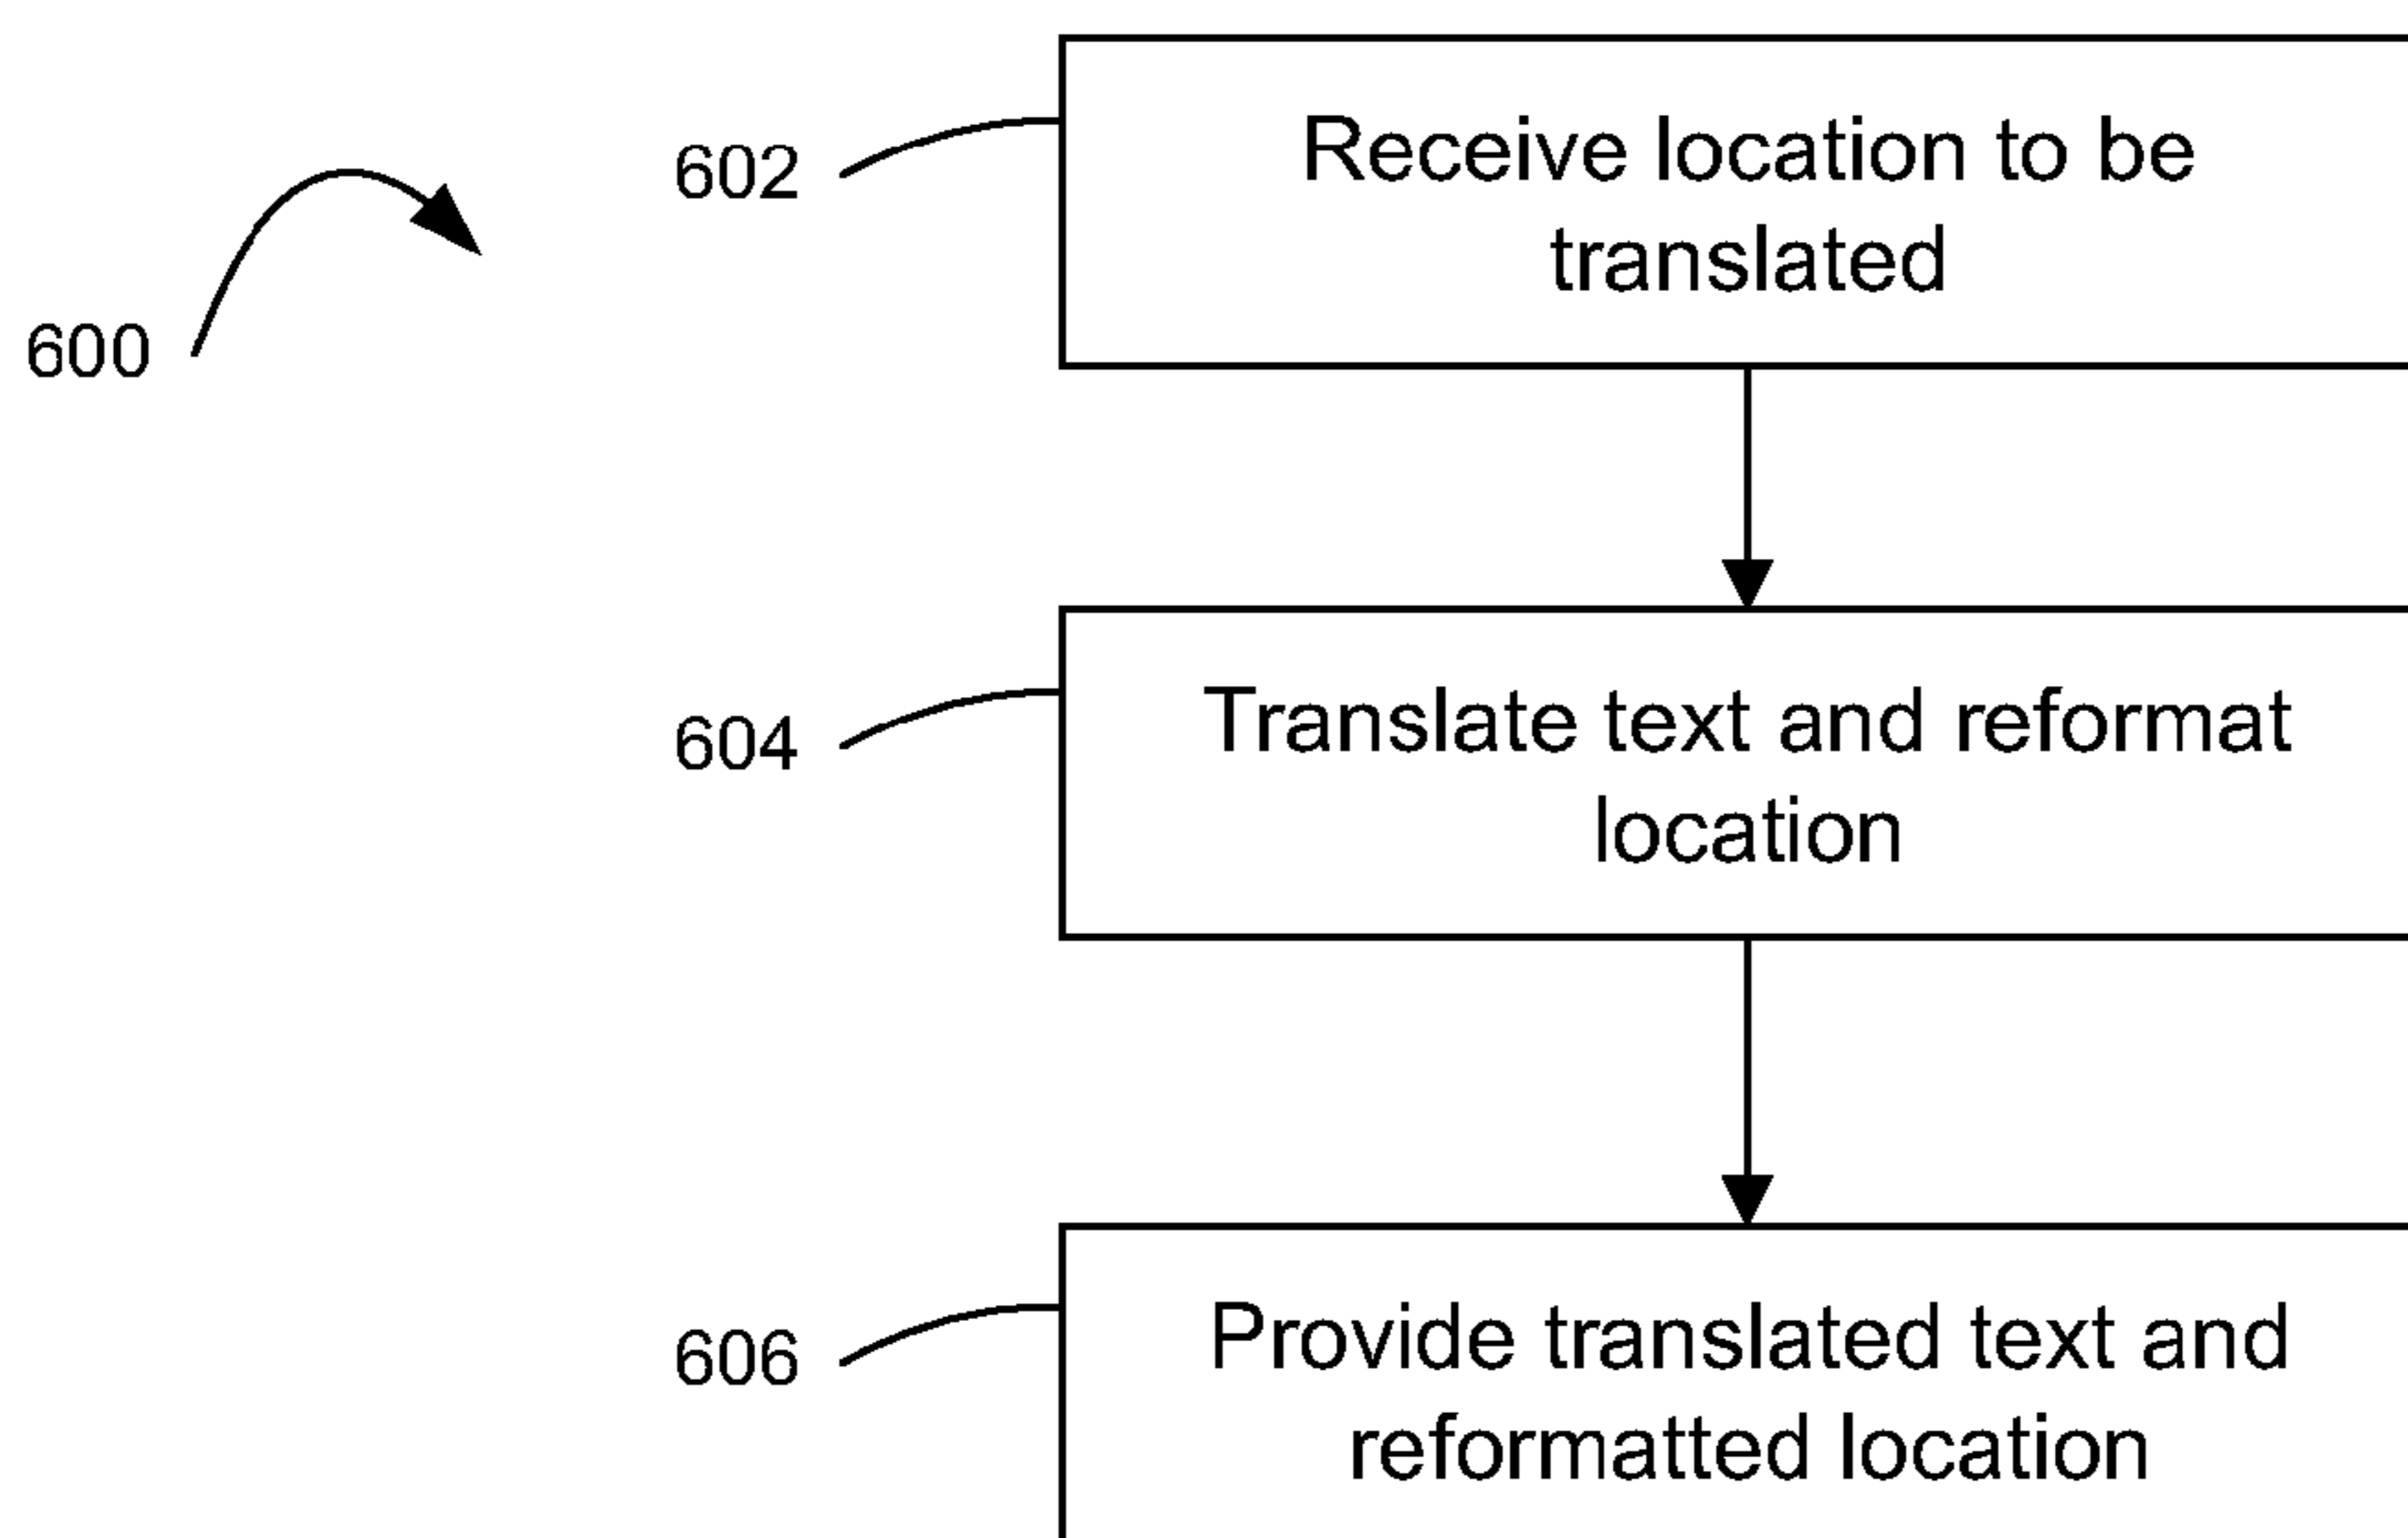 602
Receive location to be
translated
600
604
Translate text and reformat
location
606
Provide translated text and
reformatted location